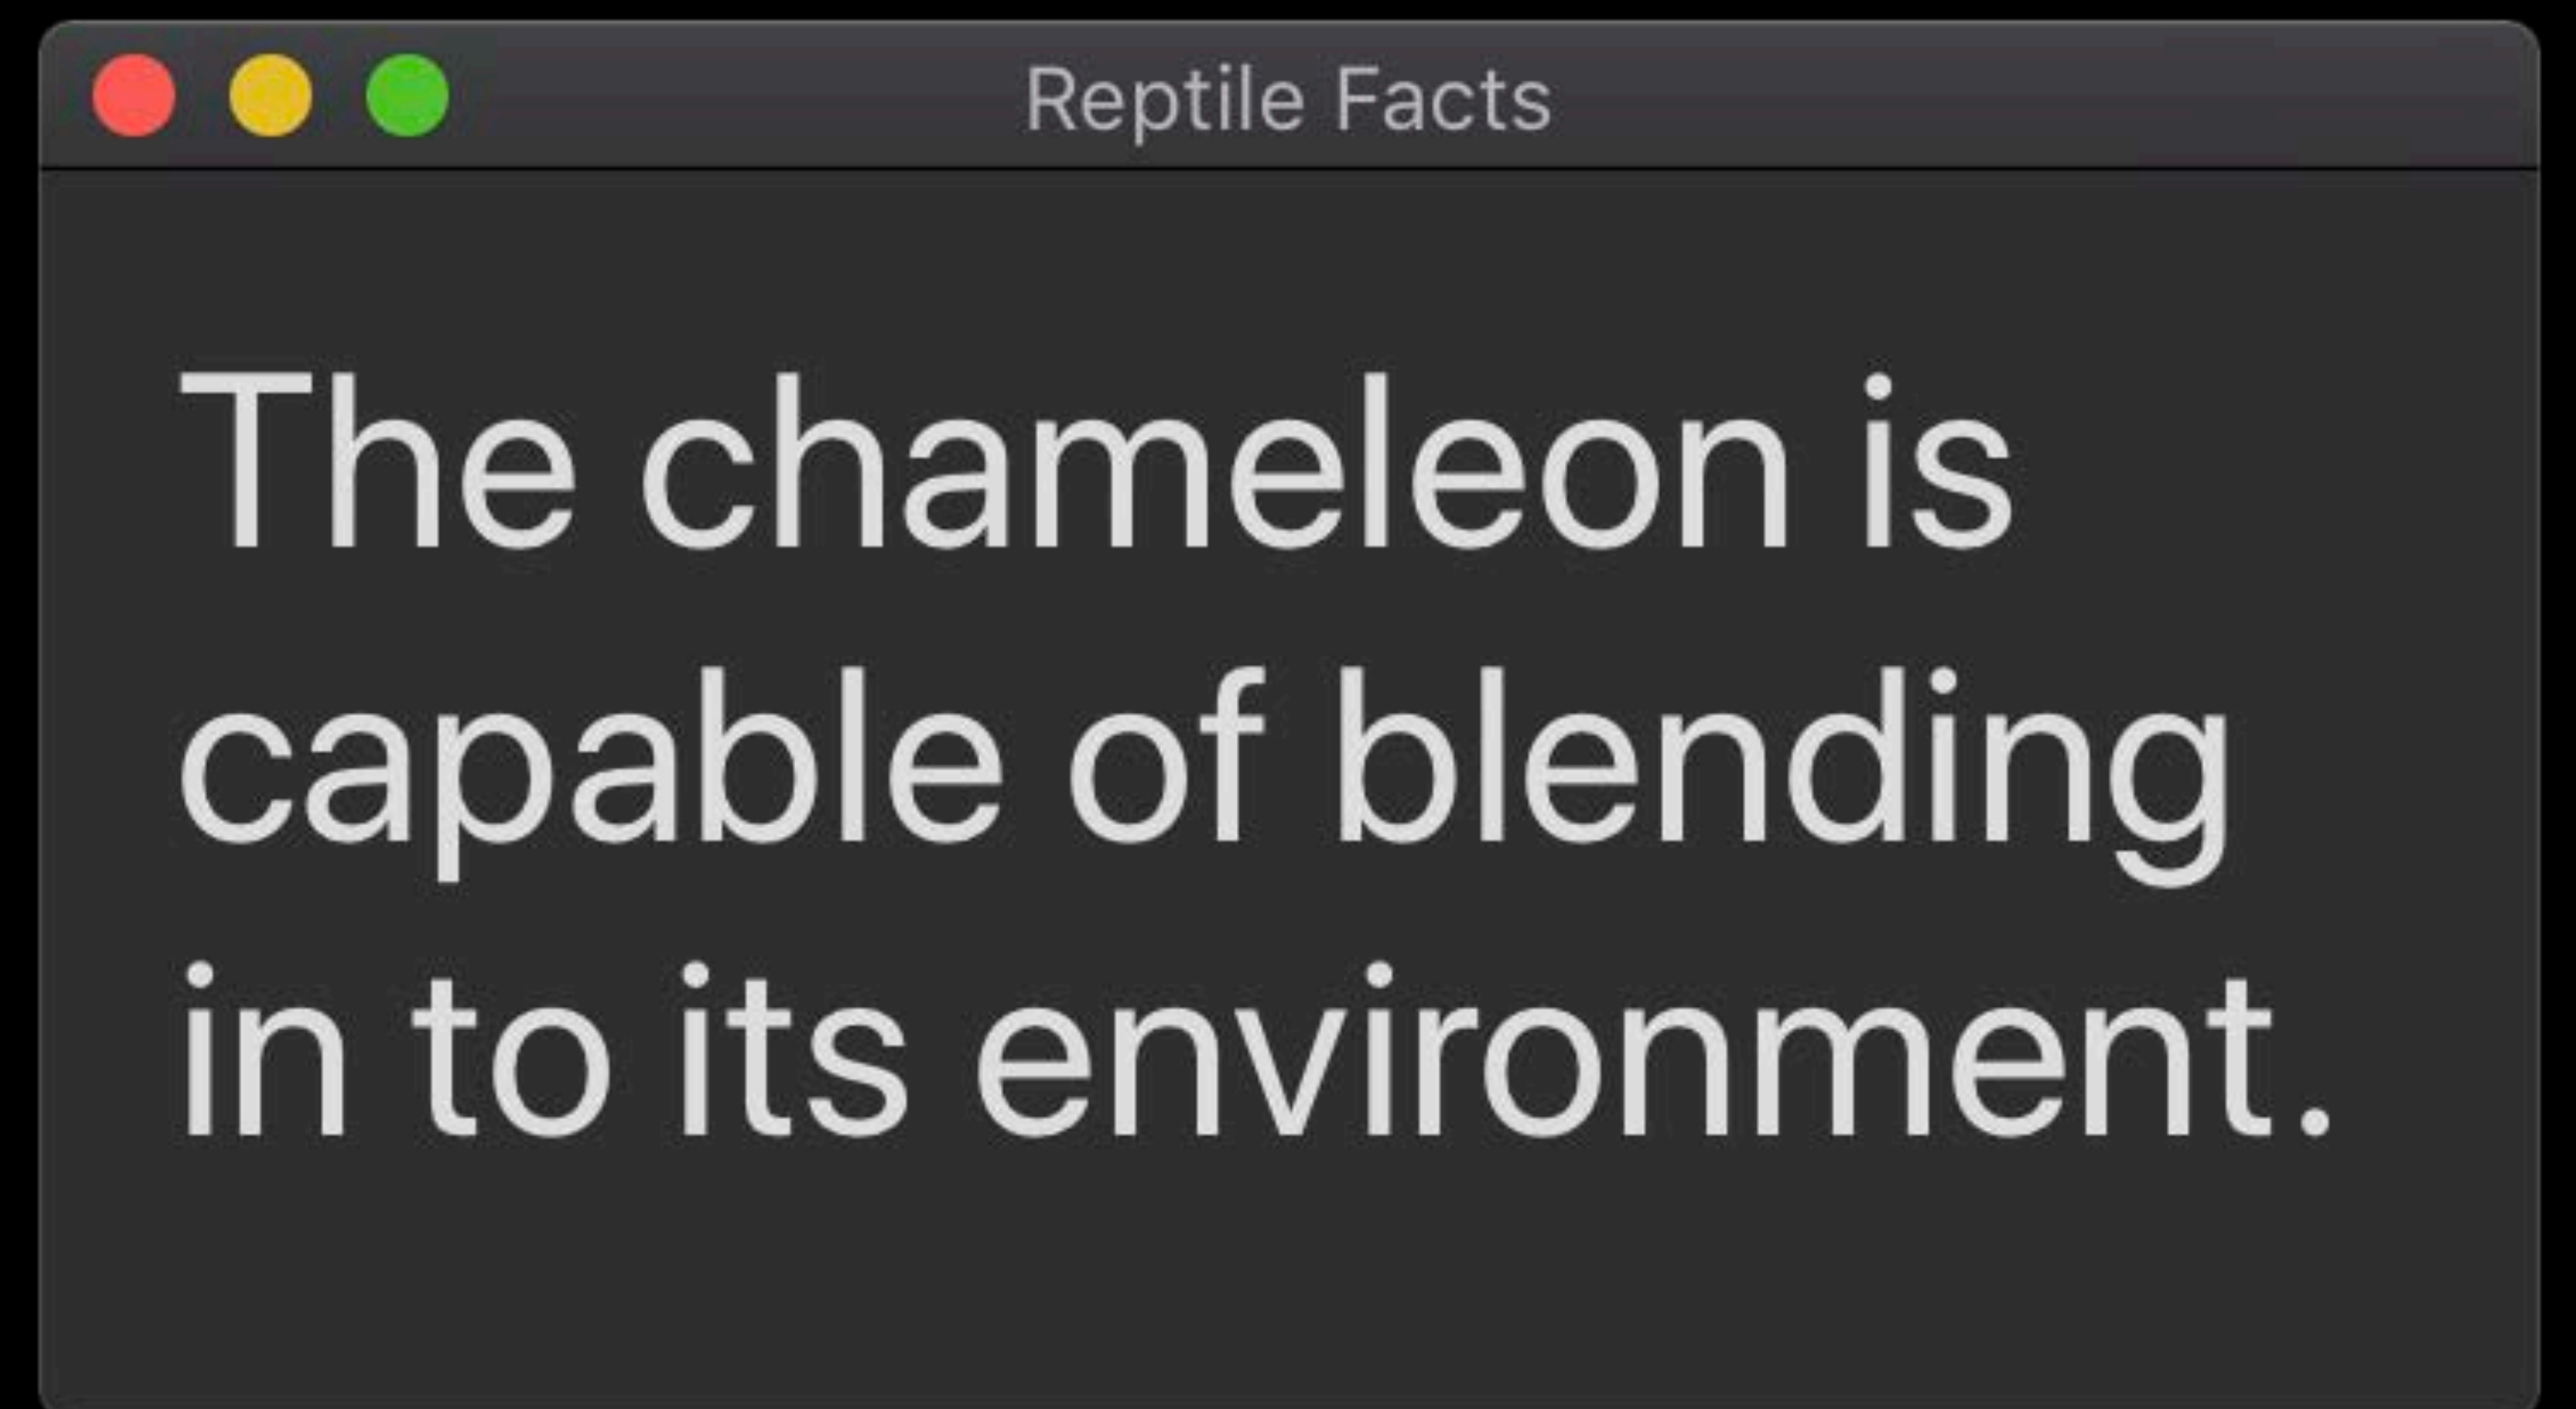 Reptile Facts
The chameleon is
capable of blending
in to its environment.